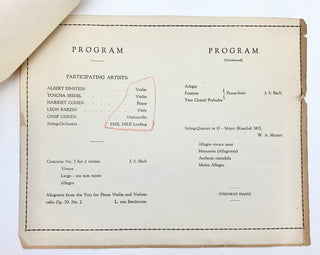 PROGRAM
PARTICIPATING ARTISTS:
ALBERT EINSTEIN . . . . . Violin
TOSCHA SEIDEL . . . . . Violin
HARRIET COHEN . . . . . Piano
LEON BARZIN . . . . . Viola
OSSIP GISKIN . . . . . Violoncello
String-Orchestra . . . EMIL HILB Leading
Concerto No. 3 for 2 violins J. S. Bach
Vivace
Largo - ma non tanto
Allegro
Allegretto from the Trio for Piano Violin and Violon-
cello Op. 70, No. 2 L. van Beethoven
PROGRAM
(Continued)
Adagio
Fantasia Piano-Solo J. S. Bach
Two Choral Preludes
String-Quartet in G - Major (Koechel 387)
W. A. Mozart
Allegro vivace assai
Menuetto (Allegretto)
Andante cantabile
Molto Allegro
STEINWAY PIANO